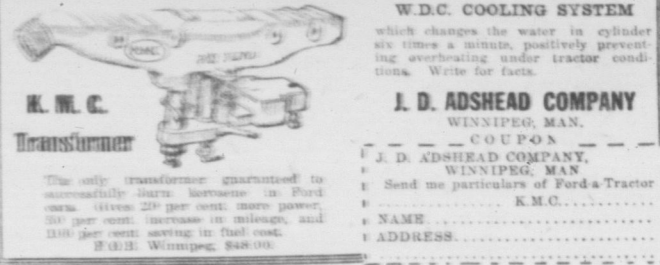 K. M. C.
Transformer
The only transformer guaranteed to
successfully burn kerosene in Ford
cars. Gives 20 per cent more power,
per cent increase in mileage, and
per cent saving in fuel cost.
F.O.B. Winnipeg, $48.00
W.D.C. COOLING SYSTEM
which changes the water in cylinder
six times a minute, positively prevent-
ing overheating under tractor condi-
tions. Write for facts.
J. D. ADSHEAD COMPANY
WINNIPEG, MAN.
COUPON
J. D. ADSHEAD COMPANY,
WINNIPEG, MAN
Send me particulars of Ford-a-Tractor
K.M.C.
NAME
ADDRESS